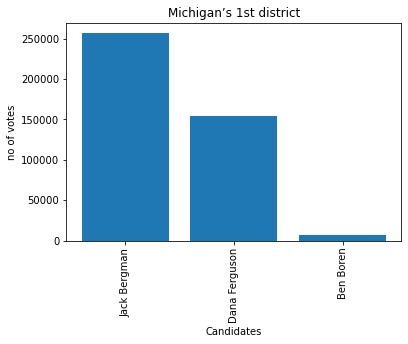 Michigan’s 1st district
no of votes
250000
200000
150000
100000
50000
0
Jack Bergman
Dana Ferguson
Ben Boren
Candidates